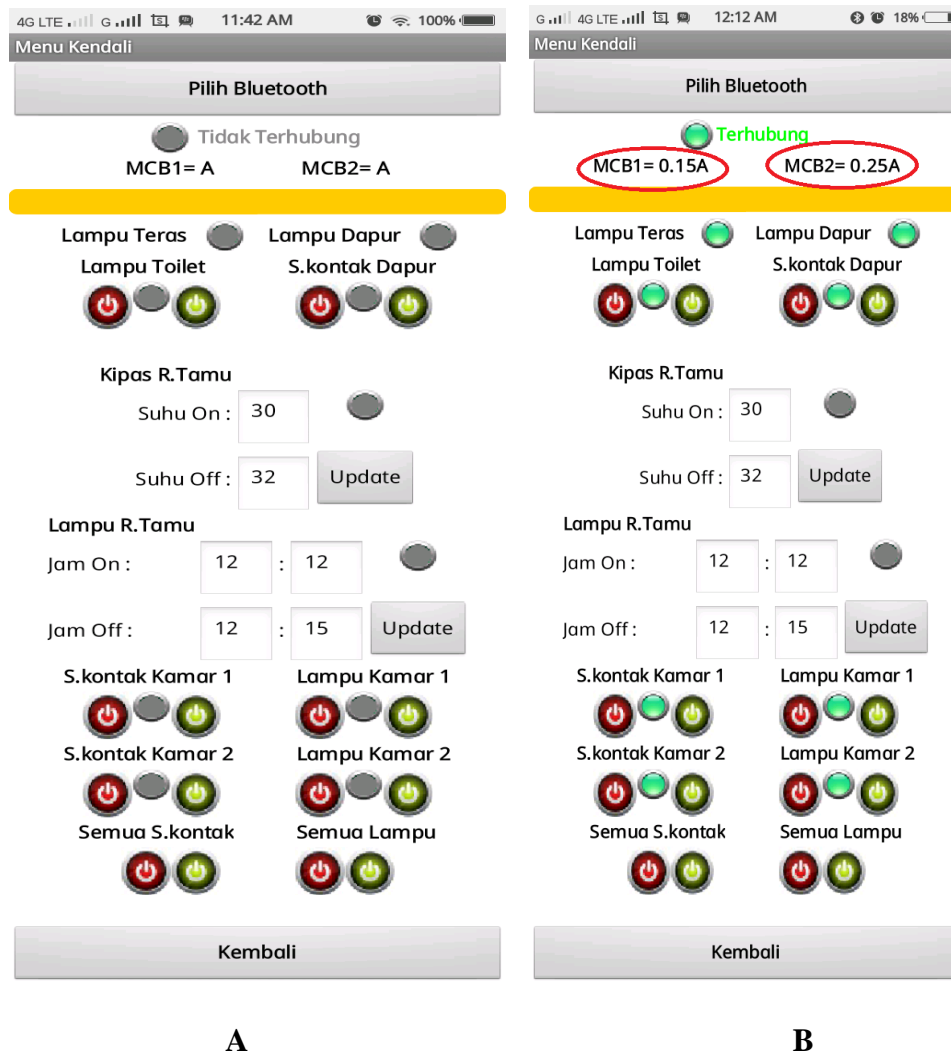 4G LTE G 11:42 AM 100%
Menu Kendali
Pilih Bluetooth
Tidak Terhubung
MCB1= A MCB2= A
Lampu Teras Lampu Dapur
Lampu Toilet S.kontak Dapur
Kipas R.Tamu
Suhu On : 30
Suhu Off : 32 Update
Lampu R.Tamu
Jam On : 12 : 12
Jam Off : 12 : 15 Update
S.kontak Kamar 1 Lampu Kamar 1
S.kontak Kamar 2 Lampu Kamar 2
Semua S.kontak Semua Lampu
Kembali
A
G 4G LTE 12:12 AM 18%
Menu Kendali
Pilih Bluetooth
Terhubung
MCB1= 0.15A MCB2= 0.25A
Lampu Teras Lampu Dapur
Lampu Toilet S.kontak Dapur
Kipas R.Tamu
Suhu On : 30
Suhu Off : 32 Update
Lampu R.Tamu
Jam On : 12 : 12
Jam Off : 12 : 15 Update
S.kontak Kamar 1 Lampu Kamar 1
S.kontak Kamar 2 Lampu Kamar 2
Semua S.kontak Semua Lampu
Kembali
B